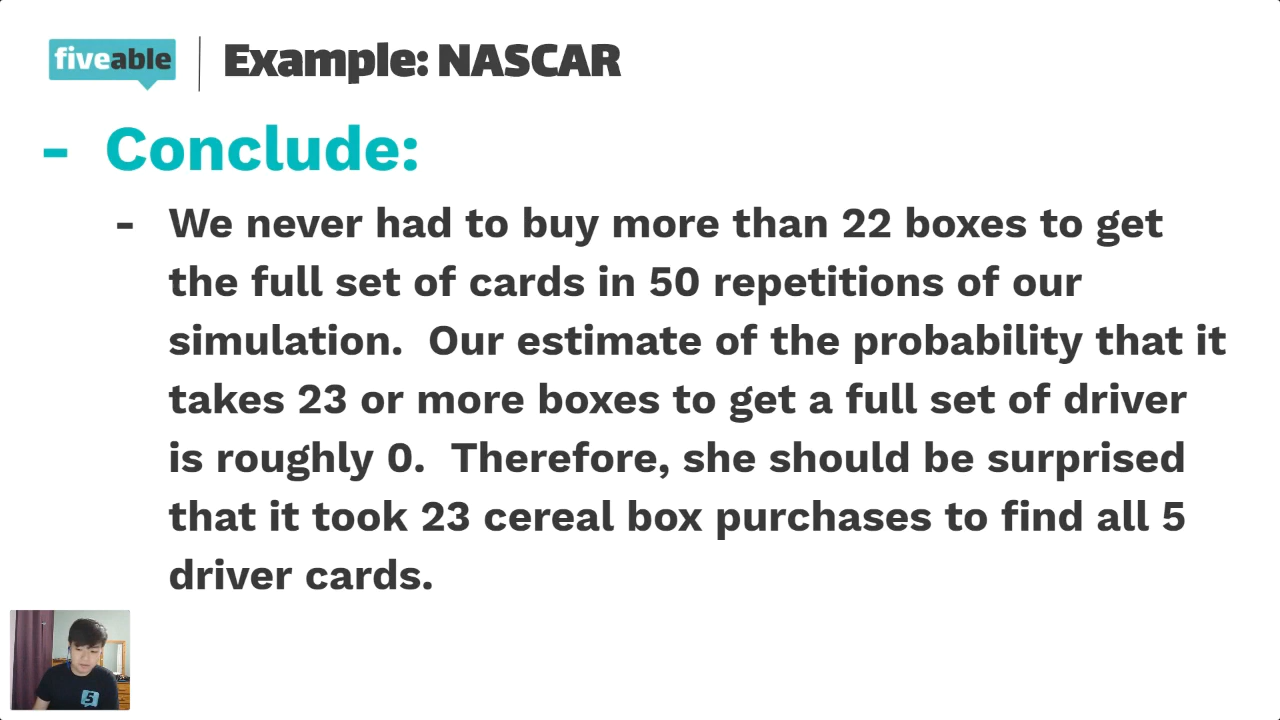 fiveable
Example: NASCAR
- Conclude:
- We never had to buy more than 22 boxes to get
the full set of cards in 50 repetitions of our
simulation.  Our estimate of the probability that it
takes 23 or more boxes to get a full set of driver
is roughly 0.  Therefore, she should be surprised
that it took 23 cereal box purchases to find all 5
driver cards.
5